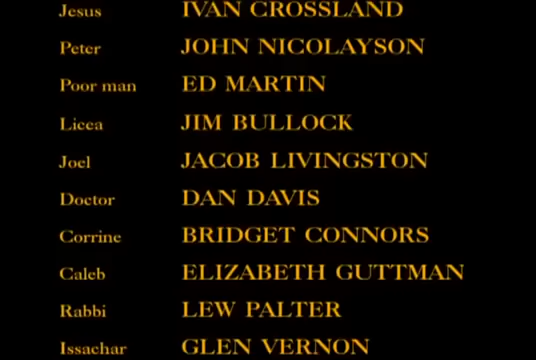 Jesus IVAN CROSSLAND
Peter JOHN NICOLAYSON
Poor man ED MARTIN
Licea JIM BULLOCK
Joel JACOB LIVINGSTON
Doctor DAN DAVIS
Corrine BRIDGET CONNORS
Caleb ELIZABETH GUTTMAN
Rabbi LEW PALTER
Issachar GLEN VERNON